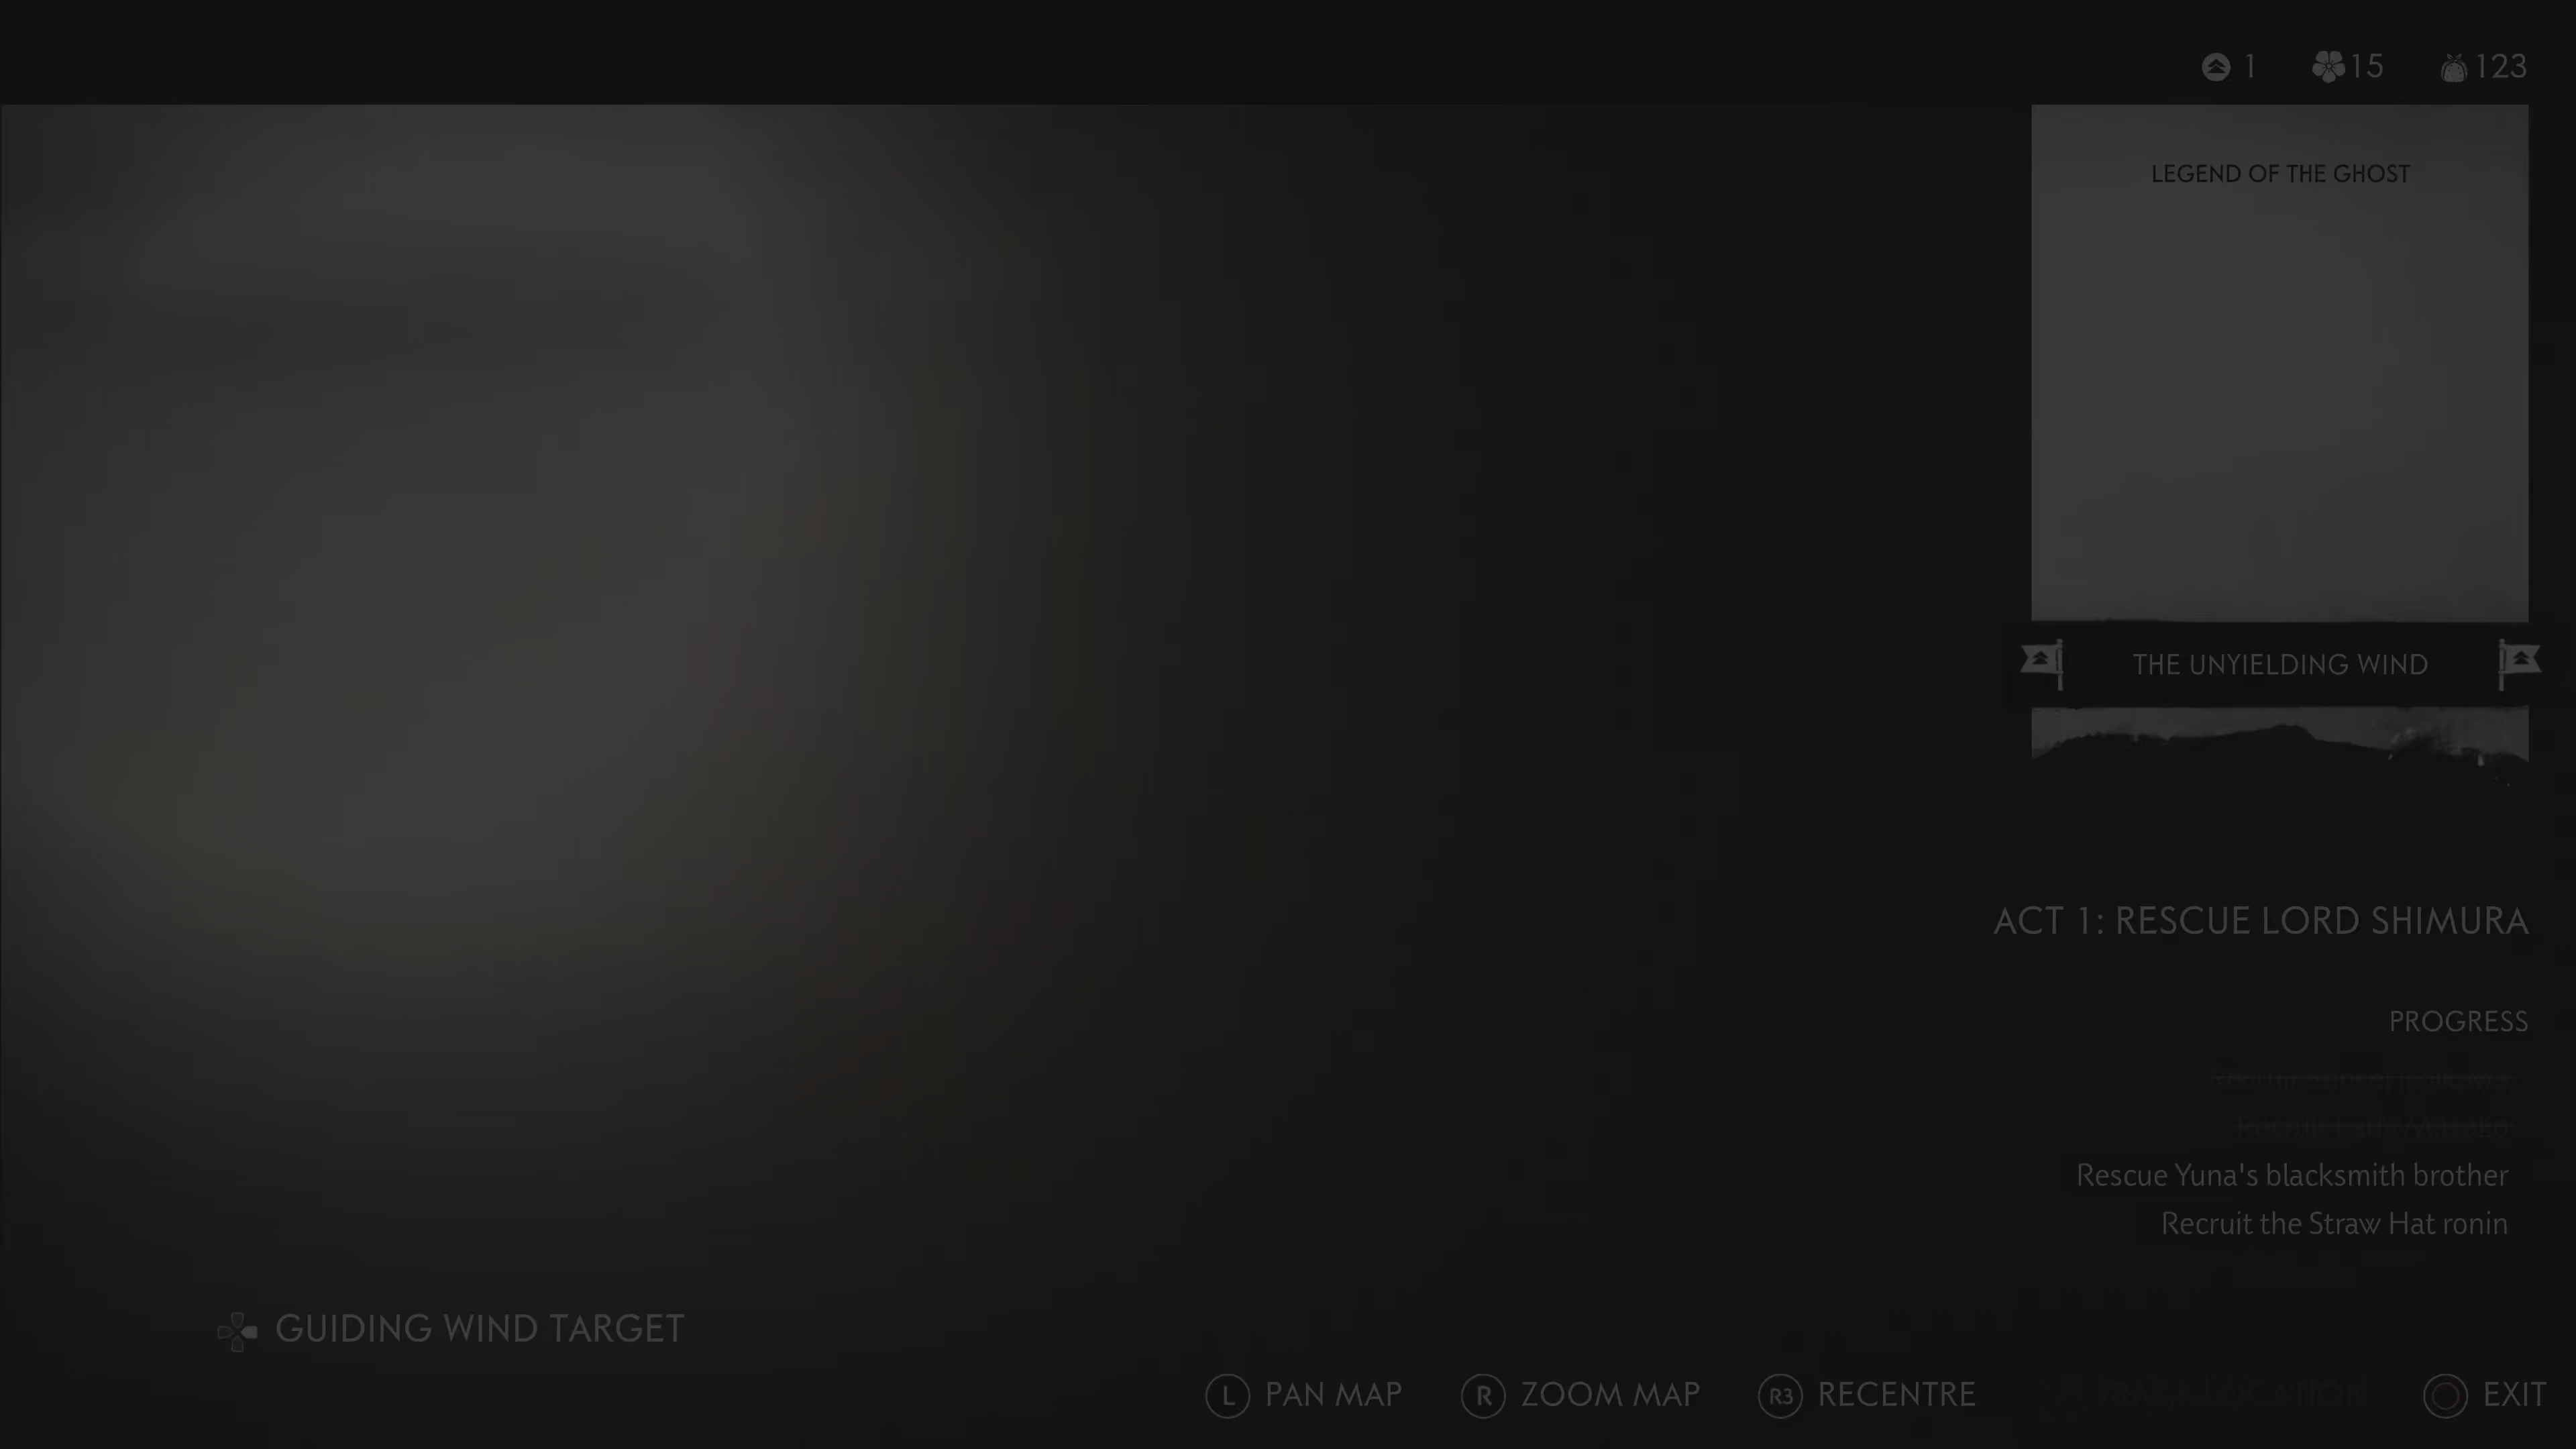 1 15 123
LEGEND OF THE GHOST
THE UNYIELDING WIND
ACT 1: RESCUE LORD SHIMURA
PROGRESS
Rescue Yuna's blacksmith brother
Recruit the Straw Hat ronin
GUIDING WIND TARGET
L PAN MAP R ZOOM MAP R3 RECENTRE EXIT